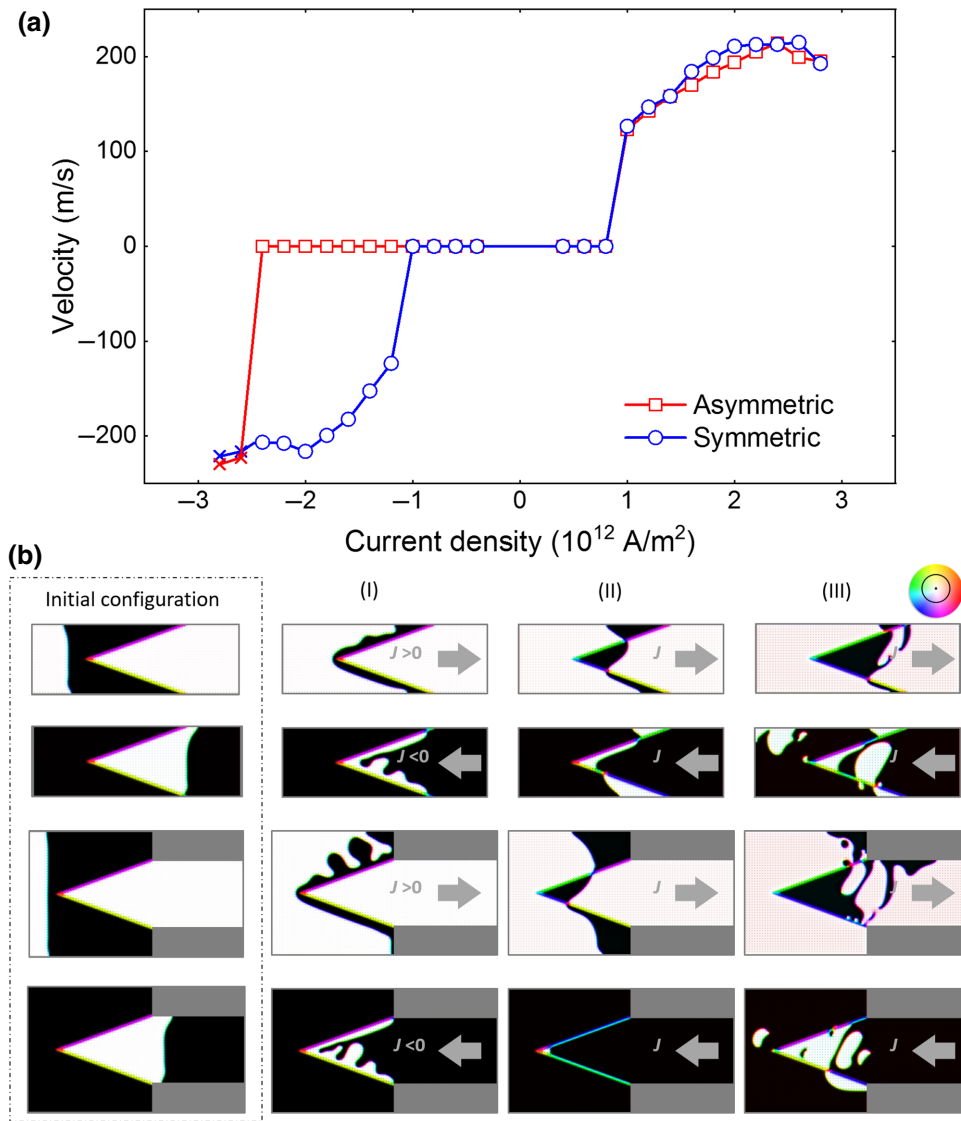 (a)
Velocity (m/s)
200
100
0
−100
−200
Asymmetric
Symmetric
−3
−2
−1
0
1
2
3
Current density (10¹² A/m²)
(b)
Initial configuration
(I)
(II)
(III)
J >0
J
J
J <0
J
J
J >0
J
J
J <0
J
J